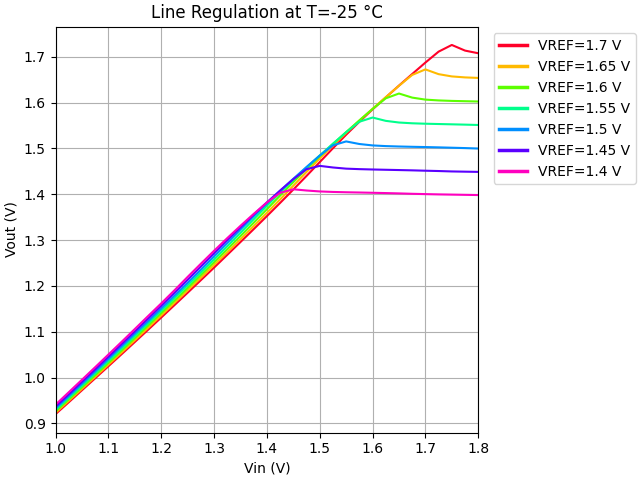 Line Regulation at T=-25 °C
Vout (V)
1.7
1.6
1.5
1.4
1.3
1.2
1.1
1.0
0.9
1.0 1.1 1.2 1.3 1.4 1.5 1.6 1.7 1.8
Vin (V)
VREF=1.7 V
VREF=1.65 V
VREF=1.6 V
VREF=1.55 V
VREF=1.5 V
VREF=1.45 V
VREF=1.4 V